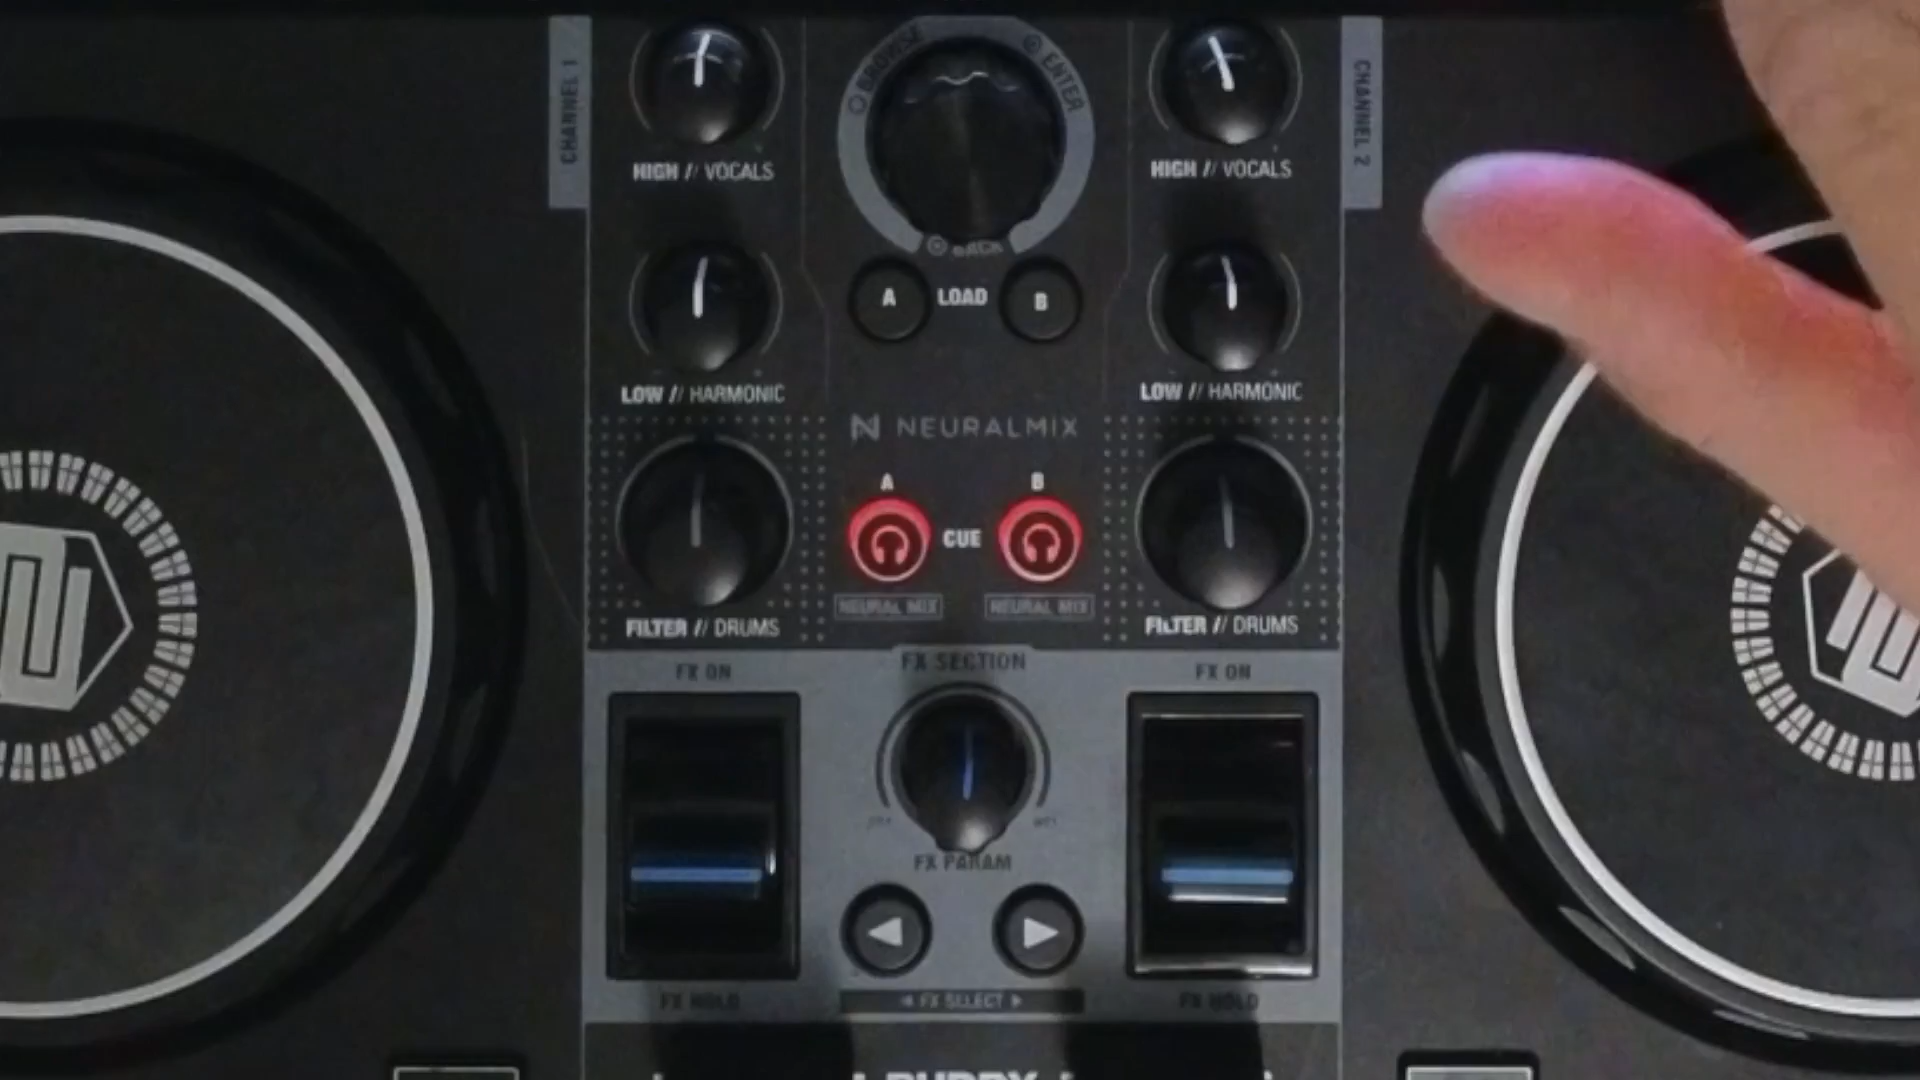 CHANNEL 1
BROWSE
ENTER
CHANNEL 2
HIGH // VOCALS
HIGH // VOCALS
BACK
A LOAD B
LOW // HARMONIC
LOW // HARMONIC
NEURALMIX
A
B
CUE
NEURAL MIX
NEURAL MIX
FILTER // DRUMS
FILTER // DRUMS
FX ON
FX SECTION
FX ON
FX PARAM
FX HOLD
FX SELECT
FX HOLD